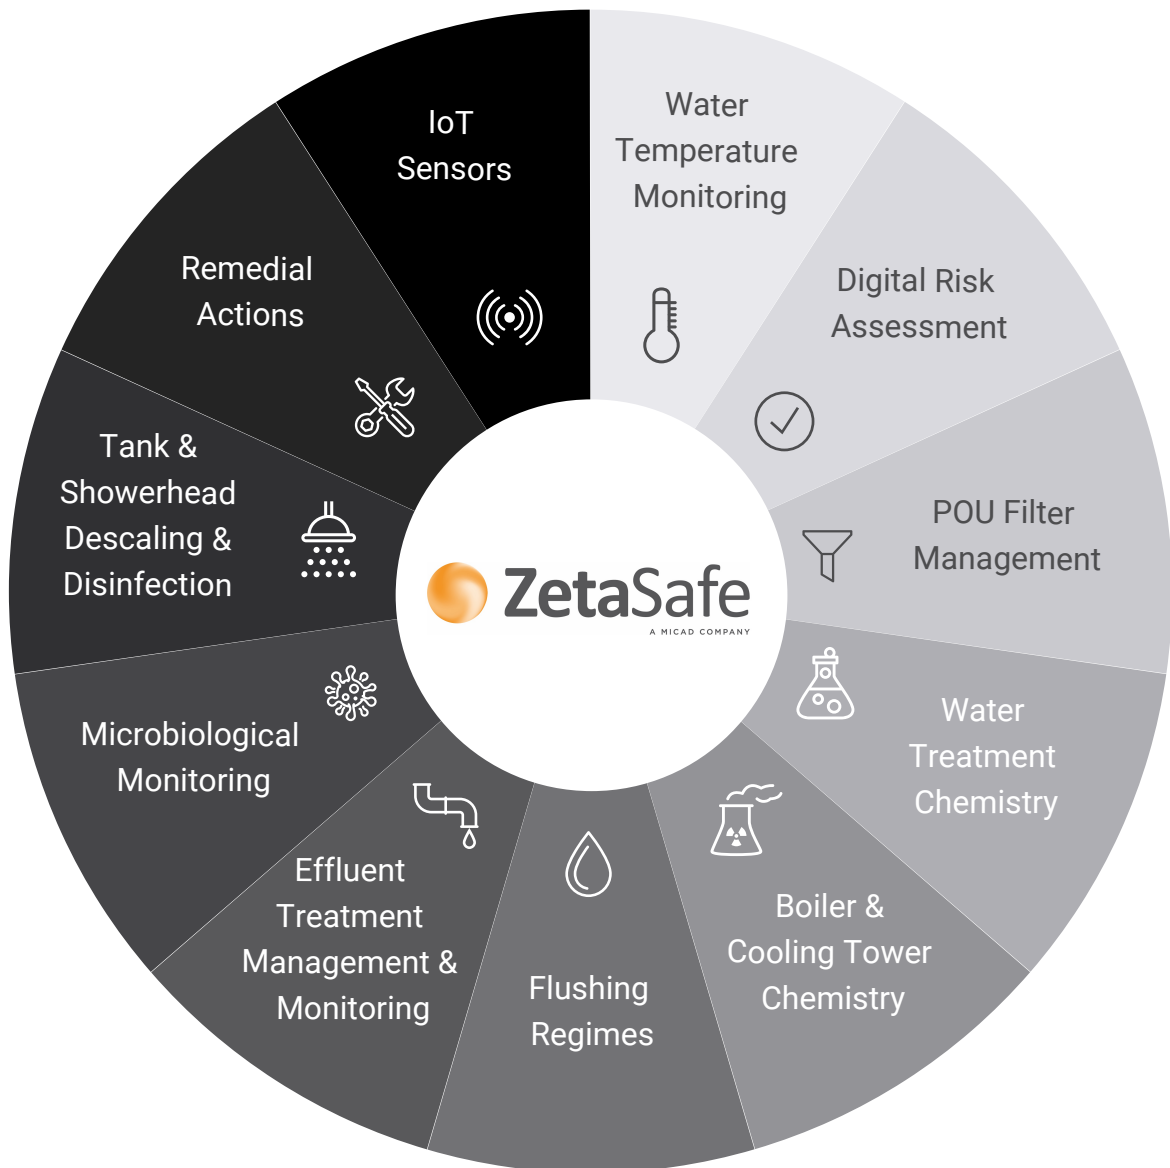 IoT
Sensors
Water
Temperature
Monitoring
Digital Risk
Assessment
POU Filter
Management
Water
Treatment
Chemistry
Boiler &
Cooling Tower
Chemistry
Flushing
Regimes
Effluent
Treatment
Management &
Monitoring
Microbiological
Monitoring
Tank &
Showerhead
Descaling &
Disinfection
Remedial
Actions
ZetaSafe
A MICAD COMPANY